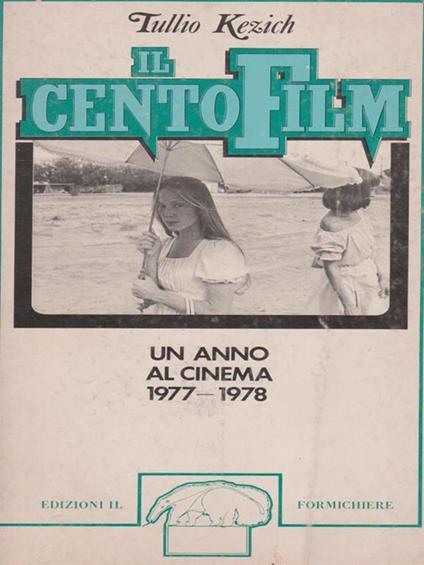 Tullio Kezich
IL
CENTOFILM
UN ANNO
AL CINEMA
1977-1978
EDIZIONI IL FORMICHIERE